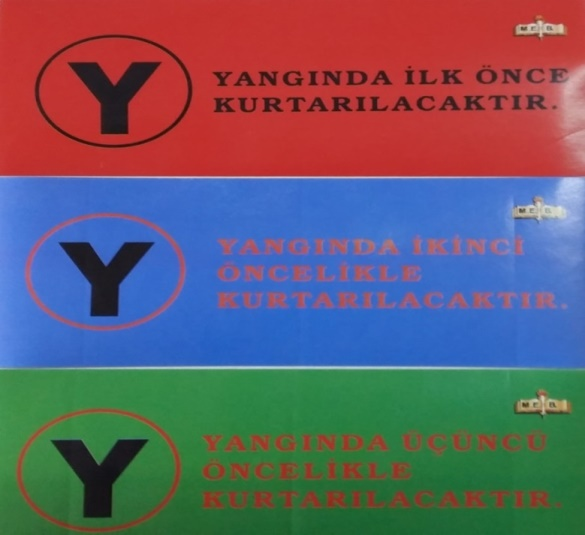 M.E.B.
Y
YANGINDA İLK ÖNCE
KURTARILACAKTIR.
M.E.B.
Y
YANGINDA İKİNCİ
ÖNCELİKLE
KURTARILACAKTIR.
M.E.B.
Y
YANGINDA ÜÇÜNCÜ
ÖNCELİKLE
KURTARILACAKTIR.